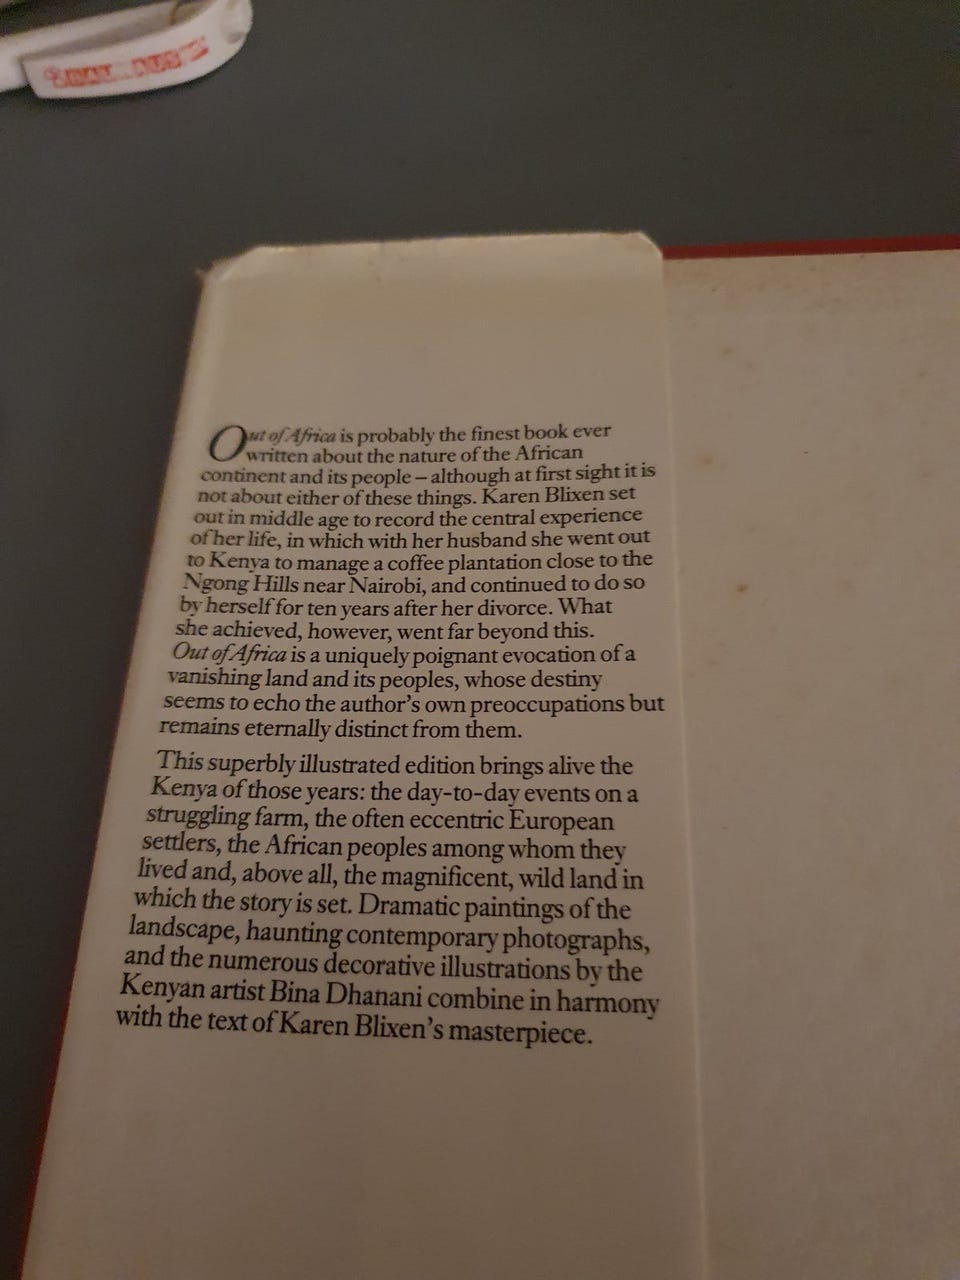 Out of Africa is probably the finest book ever
written about the nature of the African
continent and its people – although at first sight it is
not about either of these things. Karen Blixen set
out in middle age to record the central experience
of her life, in which with her husband she went out
to Kenya to manage a coffee plantation close to the
Ngong Hills near Nairobi, and continued to do so
by herself for ten years after her divorce. What
she achieved, however, went far beyond this.
Out of Africa is a uniquely poignant evocation of a
vanishing land and its peoples, whose destiny
seems to echo the author's own preoccupations but
remains eternally distinct from them.
This superbly illustrated edition brings alive the
Kenya of those years: the day-to-day events on a
struggling farm, the often eccentric European
settlers, the African peoples among whom they
lived and, above all, the magnificent, wild land in
which the story is set. Dramatic paintings of the
landscape, haunting contemporary photographs,
and the numerous decorative illustrations by the
Kenyan artist Bina Dhanani combine in harmony
with the text of Karen Blixen's masterpiece.